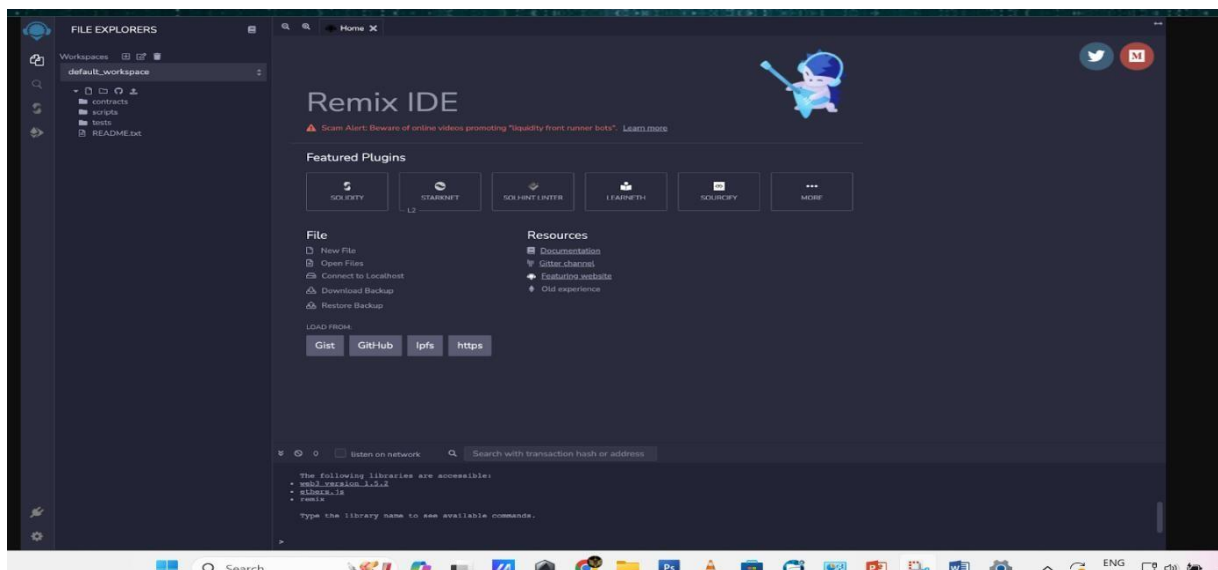 FILE EXPLORERS
Home
Workspaces
default_workspace
contracts
scripts
tests
README.txt
Remix IDE
Scam Alert: Beware of online videos promoting "liquidity front runner bots". Learn more
Featured Plugins
SOLIDITY
STARKNET
L2
SOLHINT LINTER
LEARNETH
SOURCIFY
MORE
File
New File
Open Files
Connect to Localhost
Download Backup
Restore Backup
Resources
Documentation
Gitter channel
Featuring website
Old experience
LOAD FROM:
Gist GitHub Ipfs https
0 listen on network Search with transaction hash or address
The following libraries are accessible:
web3 version 1.5.2
ethers.js
remix
Type the library name to see available commands.
>
Search
ENG